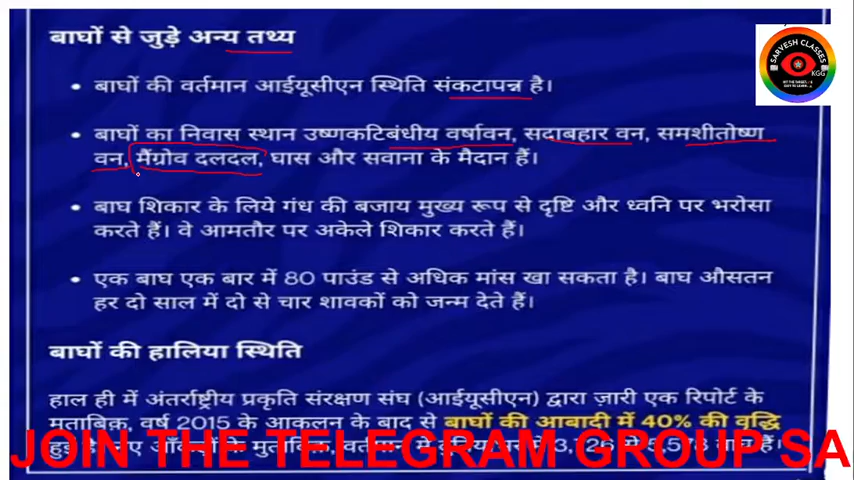 बाघों से जुड़े अन्य तथ्य
SARVESH CLASSES
KGG
• बाघों की वर्तमान आईयूसीएन स्थिति संकटापन्न है।
• बाघों का निवास स्थान उष्णकटिबंधीय वर्षावन, सदाबहार वन, समशीतोष्ण
वन, मैंग्रोव दलदल, घास और सवाना के मैदान हैं।
• बाघ शिकार के लिये गंध की बजाय मुख्य रूप से दृष्टि और ध्वनि पर भरोसा
करते हैं। वे आमतौर पर अकेले शिकार करते हैं।
• एक बाघ एक बार में 80 पाउंड से अधिक मांस खा सकता है। बाघ औसतन
हर दो साल में दो से चार शावकों को जन्म देते हैं।
बाघों की हालिया स्थिति
हाल ही में अंतर्राष्ट्रीय प्रकृति संरक्षण संघ (आईयूसीएन) द्वारा ज़ारी एक रिपोर्ट के
मुताबिक़, वर्ष 2015 के आकलन के बाद से बाघों की आबादी में 40% की वृद्धि
JOIN THE TELEGRAM GROUP SA